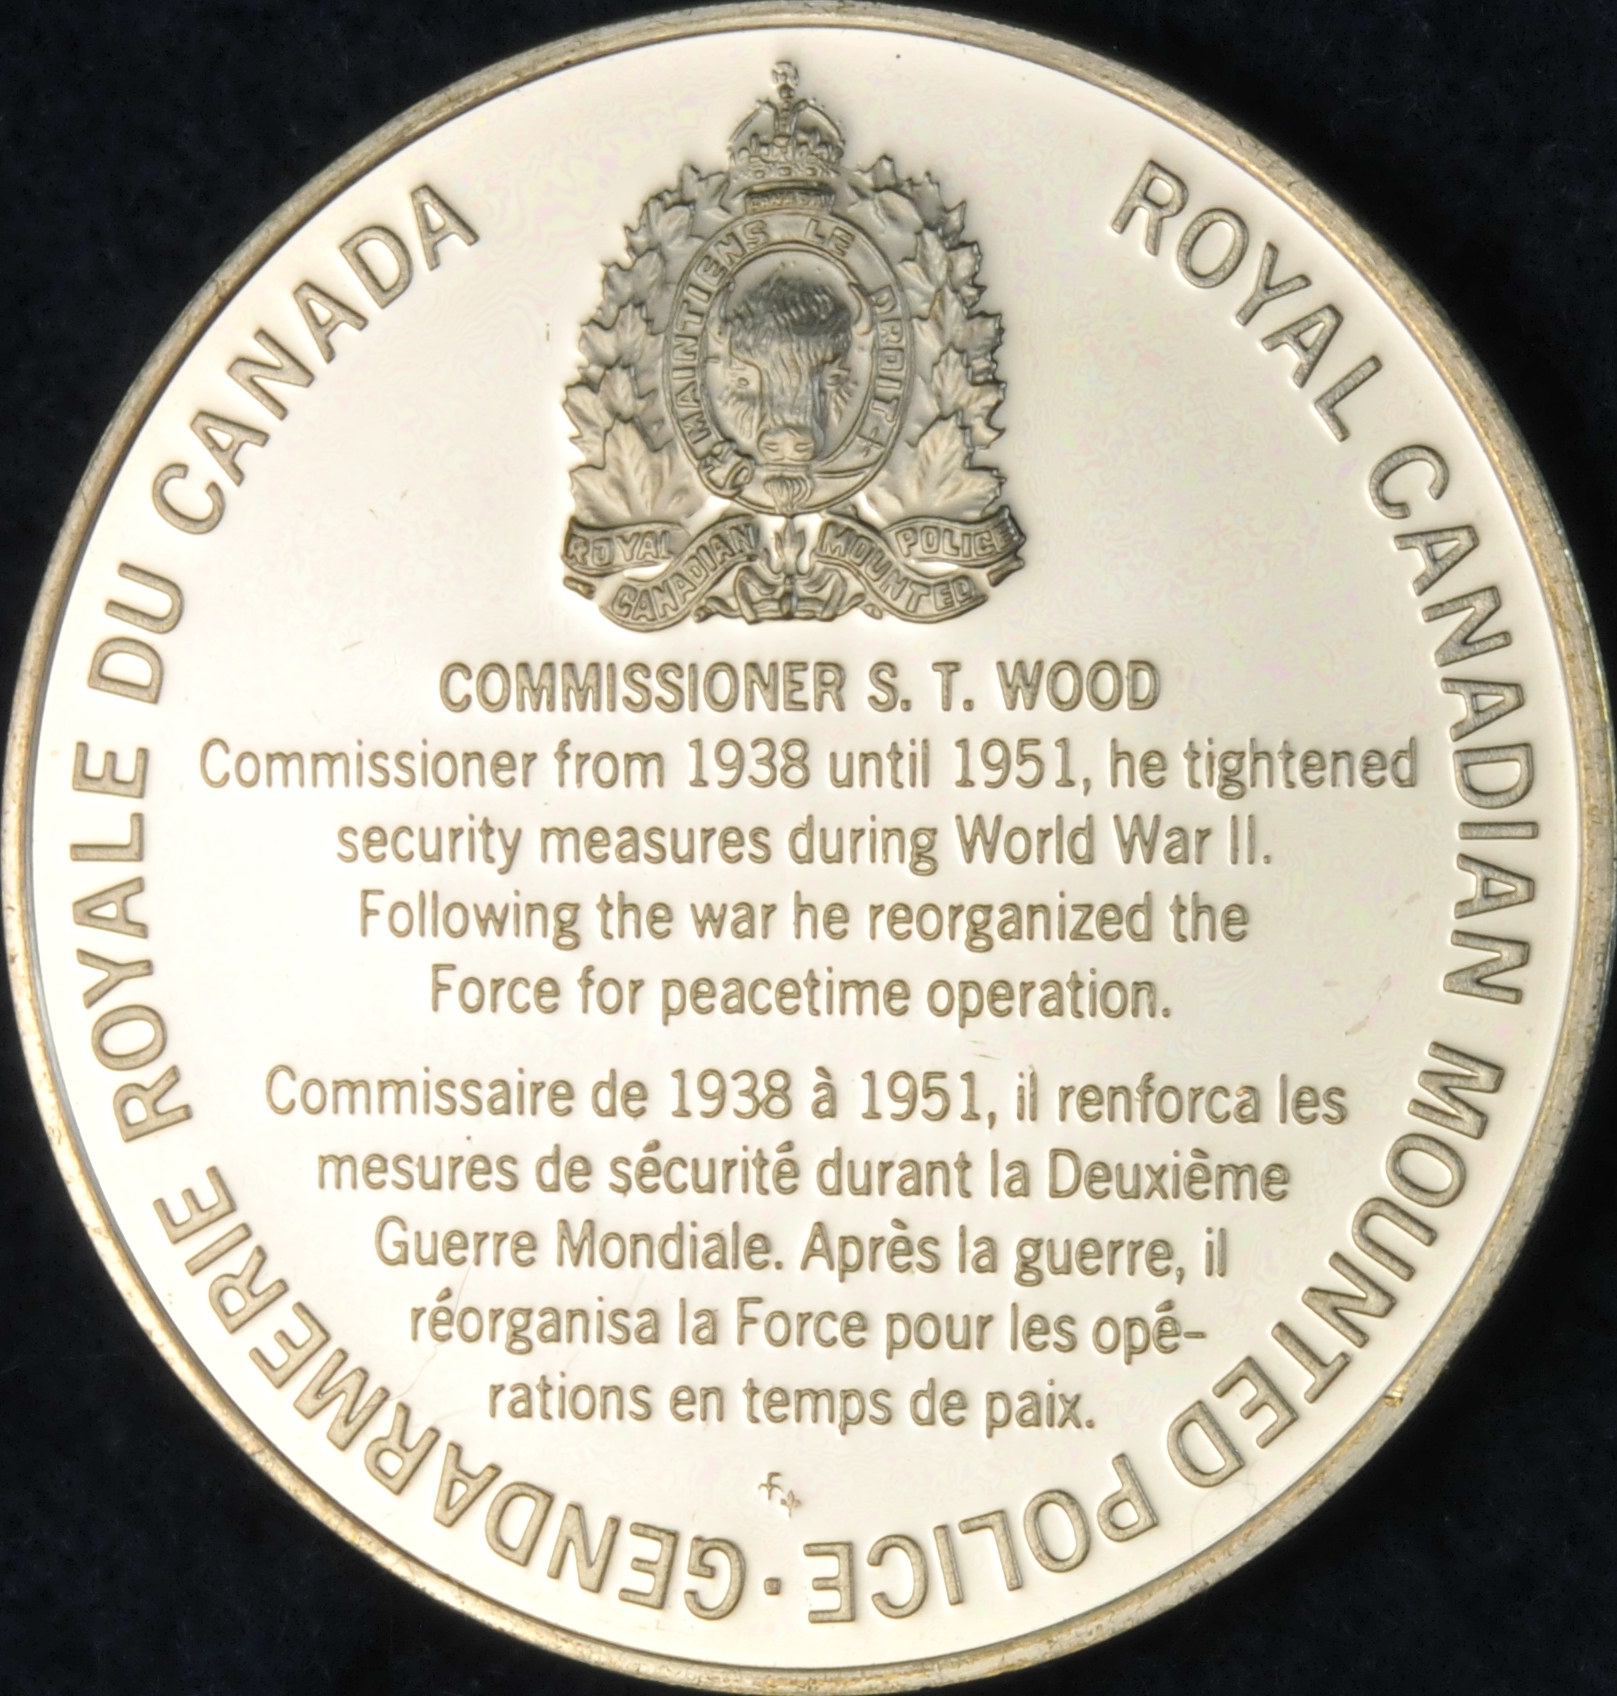 ROYAL CANADIAN MOUNTED POLICE · GENDARMERIE ROYALE DU CANADA
MAINTIENS LE DROIT
ROYAL CANADIAN MOUNTED POLICE
COMMISSIONER S. T. WOOD
Commissioner from 1938 until 1951, he tightened
security measures during World War II.
Following the war he reorganized the
Force for peacetime operation.
Commissaire de 1938 à 1951, il renforca les
mesures de sécurité durant la Deuxième
Guerre Mondiale. Après la guerre, il
réorganisa la Force pour les opé-
rations en temps de paix.